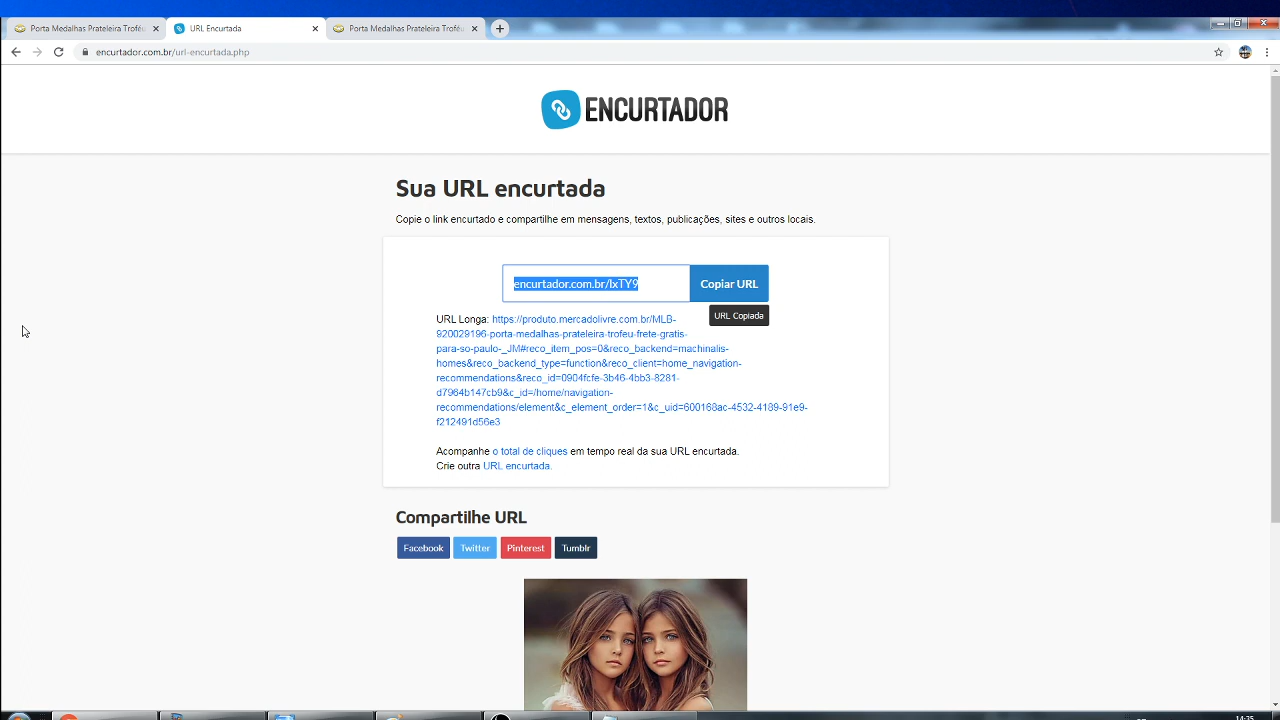 Porta Medalhas Prateleira Troféu
URL Encurtada
Porta Medalhas Prateleira Troféu
encurtador.com.br/url-encurtada.php
ENCURTADOR
Sua URL encurtada
Copie o link encurtado e compartilhe em mensagens, textos, publicações, sites e outros locais.
encurtador.com.br/lxTY9
Copiar URL
URL Copiada
URL Longa: https://produto.mercadolivre.com.br/MLB-
920029196-porta-medalhas-prateleira-trofeu-frete-gratis-
para-so-paulo-_JM#reco_item_pos=0&reco_backend=machinalis-
homes&reco_backend_type=function&reco_client=home_navigation-
recommendations&reco_id=0904fcfe-3b46-4bb3-8281-
d7964b147cb9&c_id=/home/navigation-
recommendations/element&c_element_order=1&c_uid=600168ac-4532-4189-91e9-
f212491d56e3
Acompanhe o total de cliques em tempo real da sua URL encurtada.
Crie outra URL encurtada.
Compartilhe URL
Facebook
Twitter
Pinterest
Tumblr